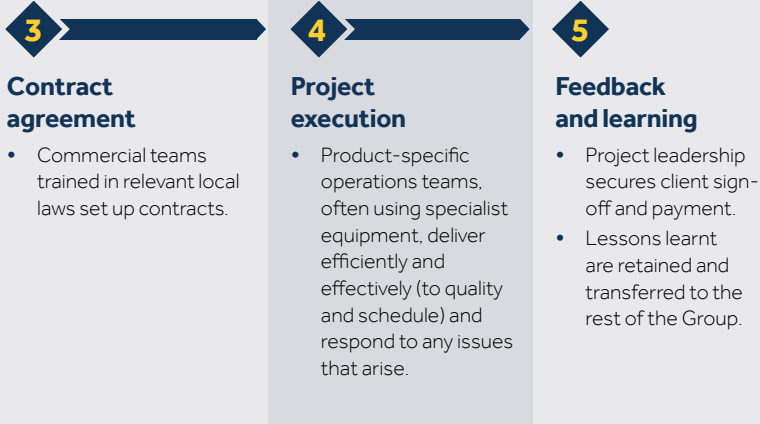 3
Contract
agreement
• Commercial teams
trained in relevant local
laws set up contracts.
4
Project
execution
• Product-specific
operations teams,
often using specialist
equipment, deliver
efficiently and
effectively (to quality
and schedule) and
respond to any issues
that arise.
5
Feedback
and learning
• Project leadership
secures client sign-
off and payment.
• Lessons learnt
are retained and
transferred to the
rest of the Group.